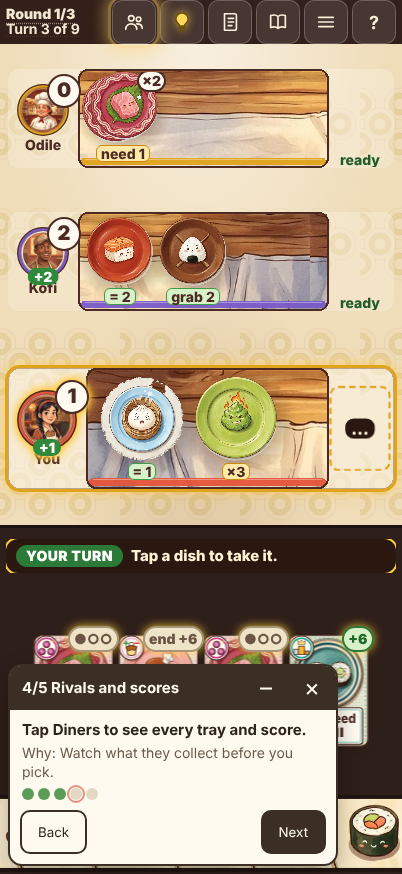 Round 1/3
Turn 3 of 9
?
0
×2
Odile
need 1
ready
2
+2
Kofi
= 2
grab 2
ready
1
+1
You
= 1
×3
...
YOUR TURN Tap a dish to take it.
end +6
+6
4/5 Rivals and scores
Tap Diners to see every tray and score.
Why: Watch what they collect before you
pick.
Back
Next